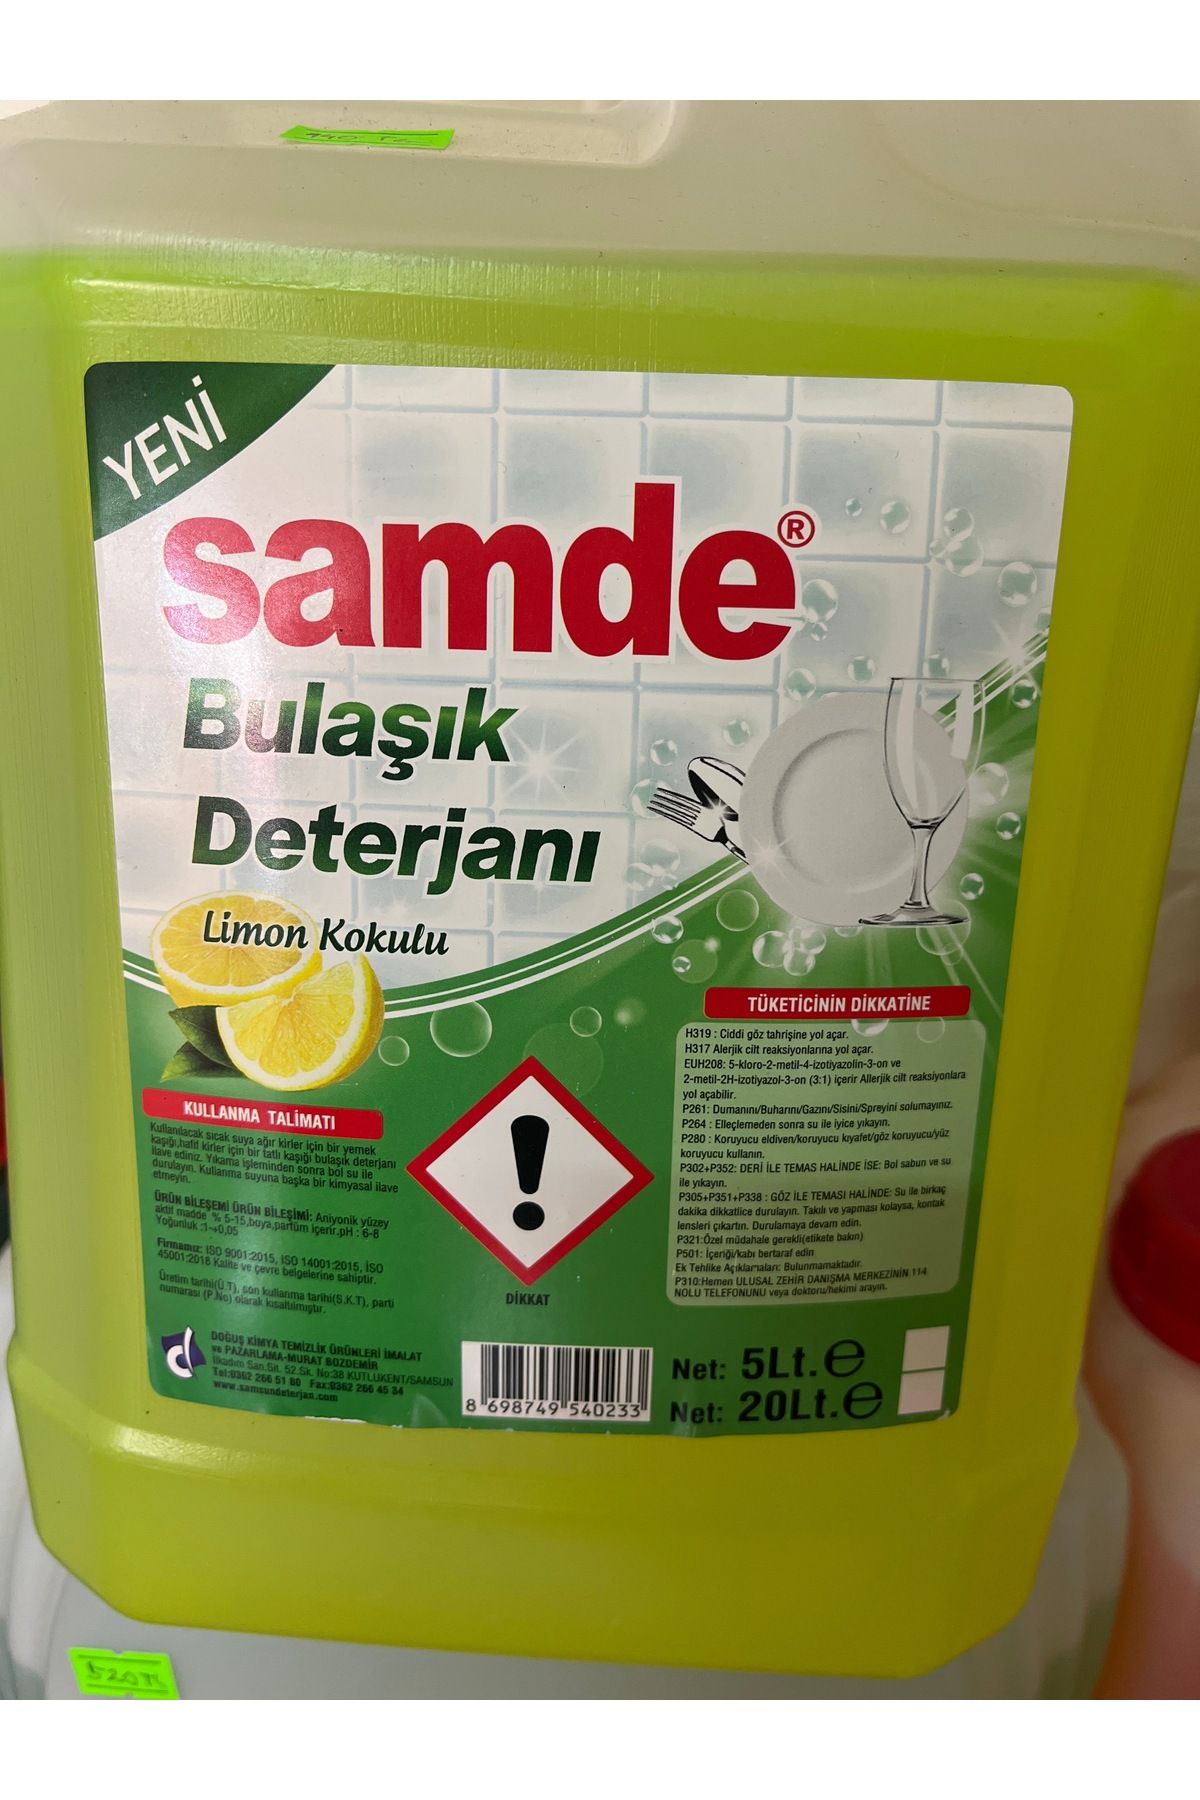 YENİ
samde®
Bulaşık
Deterjanı
Limon Kokulu
KULLANMA TALİMATI
Kullanılacak sıcak suya ağır kirler için bir yemek
kaşığı,hafif kirler için bir tatlı kaşığı bulaşık deterjanı
ilave ediniz. Yıkama işleminden sonra bol su ile
durulayın. Kullanma suyuna başka bir kimyasal ilave
etmeyin.
ÜRÜN BİLEŞEMİ ÜRÜN BİLEŞİMİ: Aniyonik yüzey
aktif madde % 5-15,boya,parfüm içerir.pH : 6-8
Yoğunluk :1-+0,05
Firmamız: ISO 9001:2015, ISO 14001:2015, İSO
45001:2018 Kalite ve çevre belgelerine sahiptir.
Üretim tarihi(Ü.T), son kullanma tarihi(S.K.T), parti
numarası (P.No) olarak kısaltılmıştır.
DOĞUŞ KİMYA TEMİZLİK ÜRÜNLERİ İMALAT
ve PAZARLAMA-MURAT BOZDEMİR
İlkadım San.Sit. 52.Sk. No:38 KUTLUKENT/SAMSUN
Tel:0362 266 51 80 Fax:0362 266 45 34
www.samsundeterjan.com
DİKKAT
TÜKETİCİNİN DİKKATİNE
H319 : Ciddi göz tahrişine yol açar.
H317 Alerjik cilt reaksiyonlarına yol açar.
EUH208: 5-kloro-2-metil-4-izotiyazolin-3-on ve
2-metil-2H-izotiyazol-3-on (3:1) içerir Allerjik cilt reaksiyonlara
yol açabilir.
P261: Dumanını/Buharını/Gazını/Sisini/Spreyini solumayınız.
P264 : Elleçlemeden sonra su ile iyice yıkayın.
P280 : Koruyucu eldiven/koruyucu kıyafet/göz koruyucu/yüz
koruyucu kullanın.
P302+P352: DERİ İLE TEMAS HALİNDE İSE: Bol sabun ve su
ile yıkayın.
P305+P351+P338 : GÖZ İLE TEMASI HALİNDE: Su ile birkaç
dakika dikkatlice durulayın. Takılı ve yapması kolaysa, kontak
lensleri çıkartın. Durulamaya devam edin.
P321:Özel müdahale gerekli(etikete bakın)
P501: İçeriği/kabı bertaraf edin
Ek Tehlike Açıklamaları: Bulunmamaktadır.
P310:Hemen ULUSAL ZEHİR DANIŞMA MERKEZİNİN 114
NOLU TELEFONUNU veya doktoru/hekimi arayın.
8 698749 540233
Net: 5Lt.℮
Net: 20Lt.℮
520TL